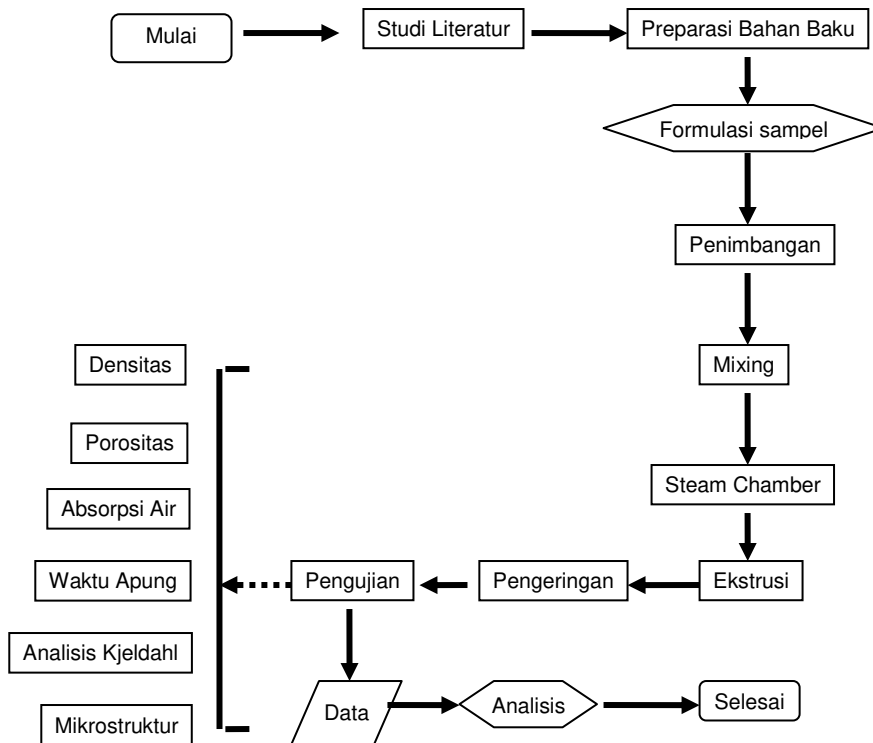 Mulai
Studi Literatur
Preparasi Bahan Baku
Formulasi sampel
Penimbangan
Mixing
Steam Chamber
Ekstrusi
Pengeringan
Pengujian
Densitas
Porositas
Absorpsi Air
Waktu Apung
Analisis Kjeldahl
Mikrostruktur
Data
Analisis
Selesai